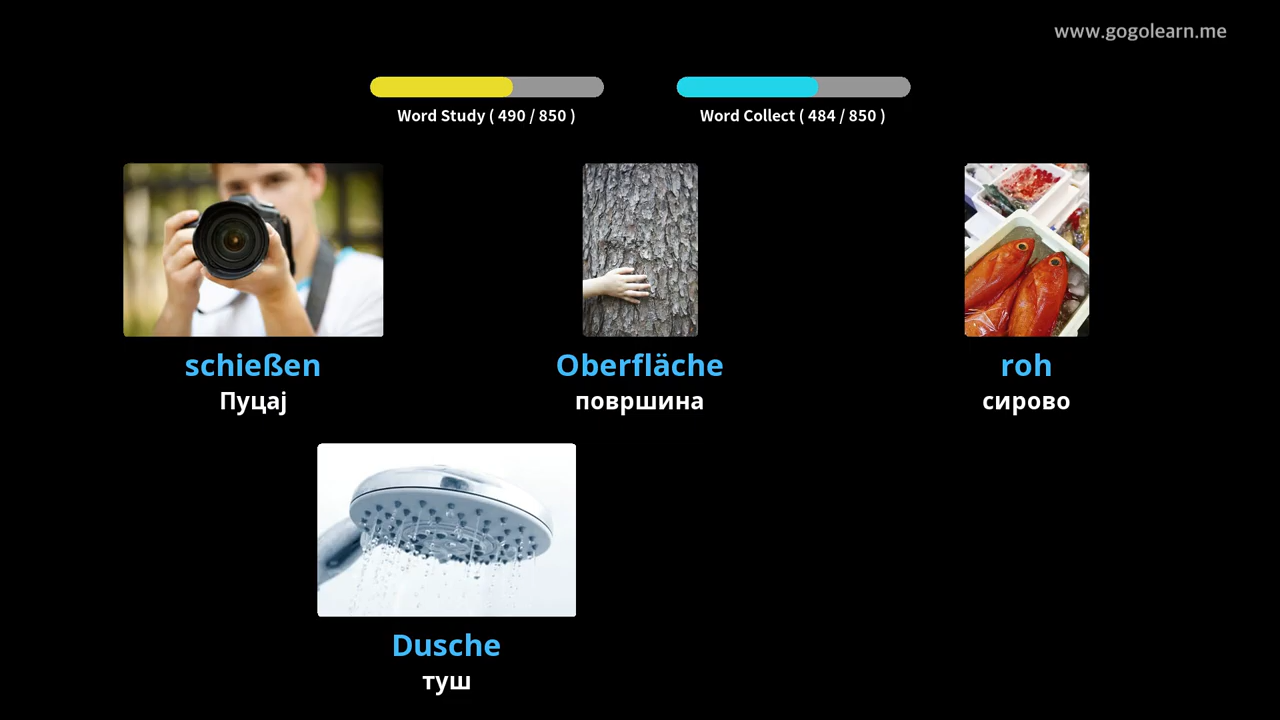 www.gogolearn.me
Word Study ( 490 / 850 )
Word Collect ( 484 / 850 )
schießen
Пуцај
Oberfläche
површина
roh
сирово
Dusche
туш